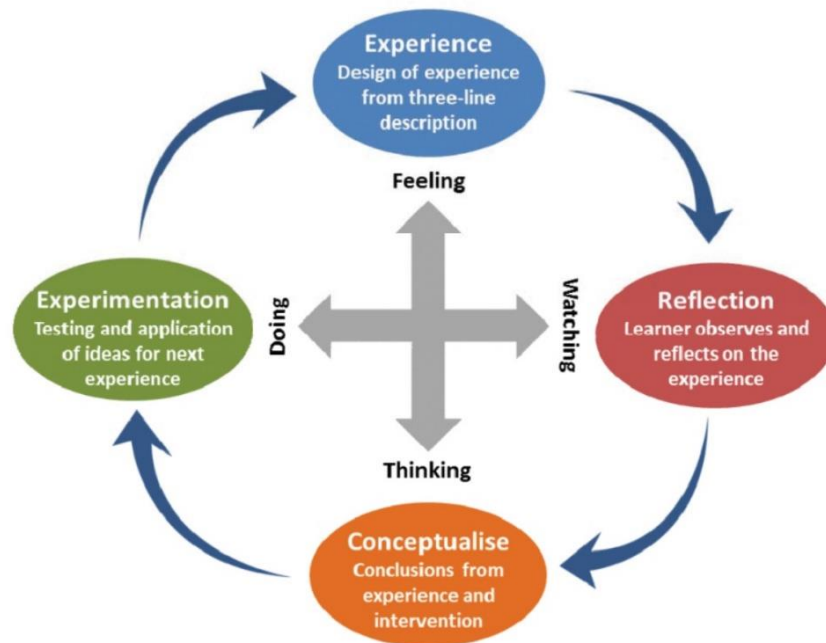 Experience
Design of experience
from three-line
description
Feeling
Experimentation
Testing and application
of ideas for next
experience
Doing
Watching
Reflection
Learner observes and
reflects on the
experience
Thinking
Conceptualise
Conclusions from
experience and
intervention